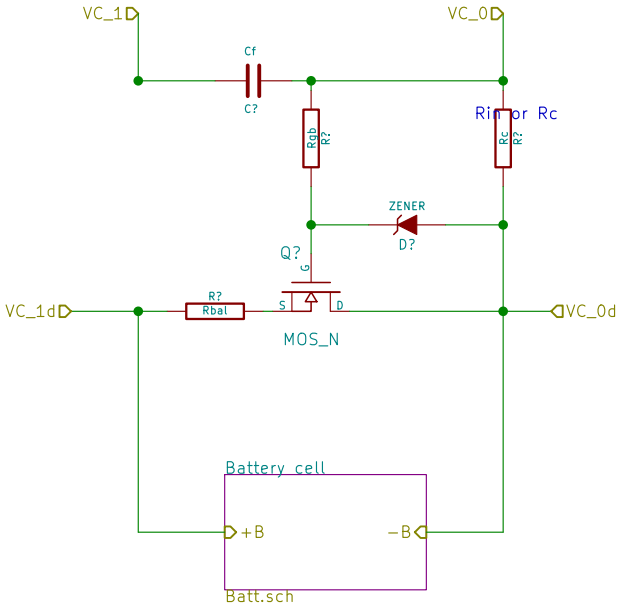 VC_1
VC_0
Cf
C?
Rin or Rc
Rgb
R?
Rc
R?
ZENER
D?
Q?
G
S
D
MOS_N
VC_1d
R?
Rbal
VC_0d
Battery cell
+B
-B
Batt.sch